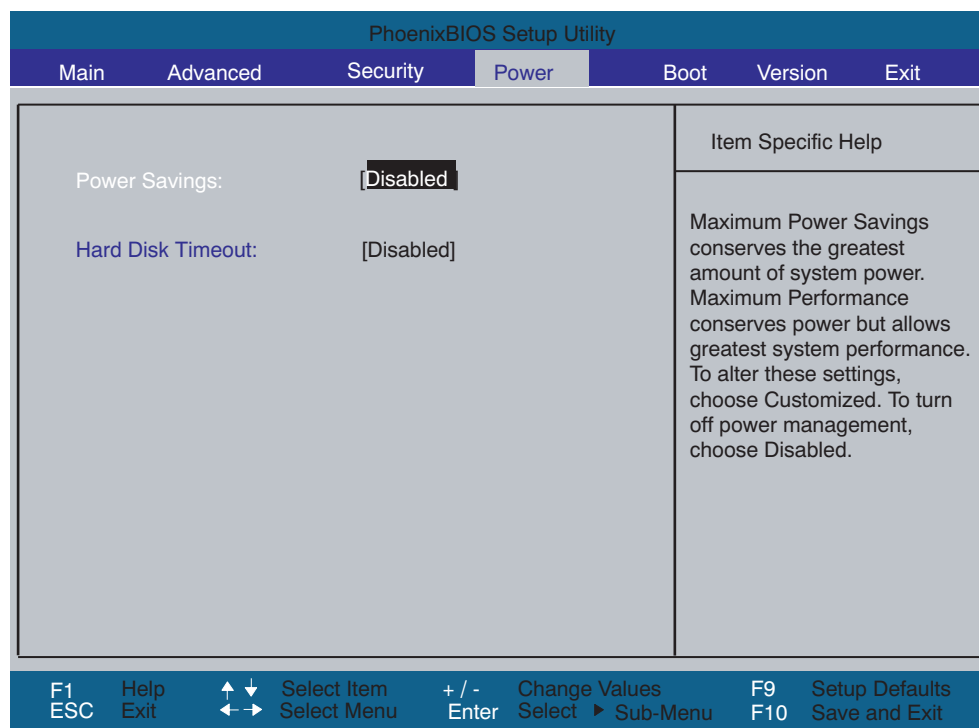 PhoenixBIOS Setup Utility
Main Advanced Security Power Boot Version Exit
Power Savings: [Disabled ]
Hard Disk Timeout: [Disabled]
Item Specific Help
Maximum Power Savings
conserves the greatest
amount of system power.
Maximum Performance
conserves power but allows
greatest system performance.
To alter these settings,
choose Customized. To turn
off power management,
choose Disabled.
F1 Help Select Item + / - Change Values F9 Setup Defaults
ESC Exit Select Menu Enter Select Sub-Menu F10 Save and Exit